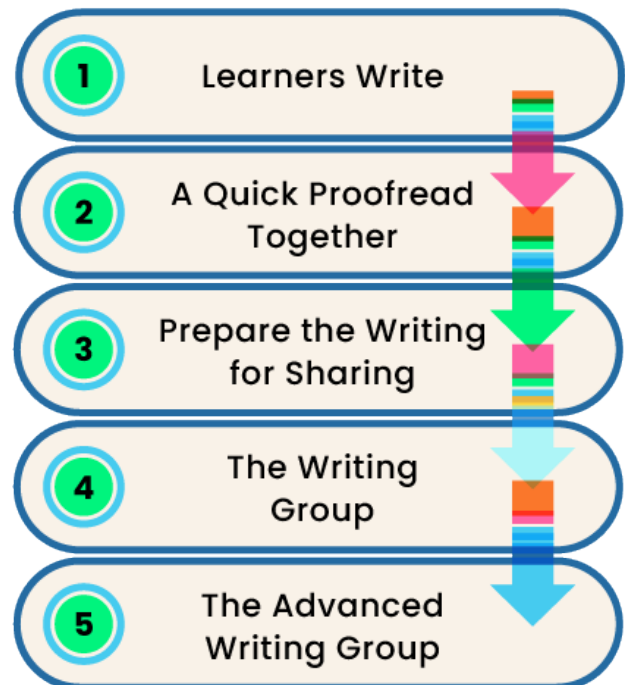 1
Learners Write
2
A Quick Proofread
Together
3
Prepare the Writing
for Sharing
4
The Writing
Group
5
The Advanced
Writing Group